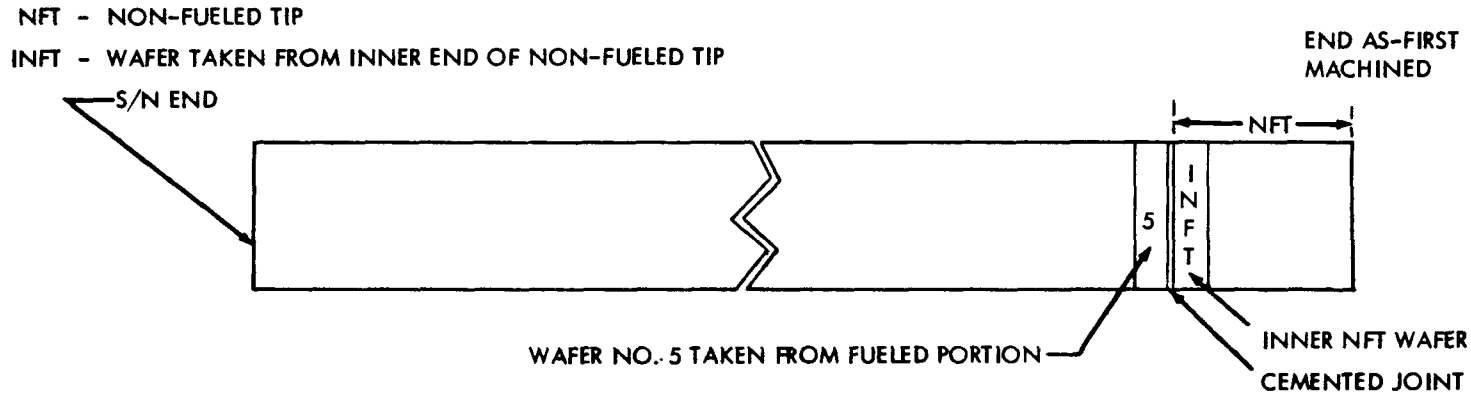 NFT - NON-FUELED TIP
INFT - WAFER TAKEN FROM INNER END OF NON-FUELED TIP
S/N END
END AS-FIRST
MACHINED
NFT
5
INFT
WAFER NO. 5 TAKEN FROM FUELED PORTION
INNER NFT WAFER
CEMENTED JOINT